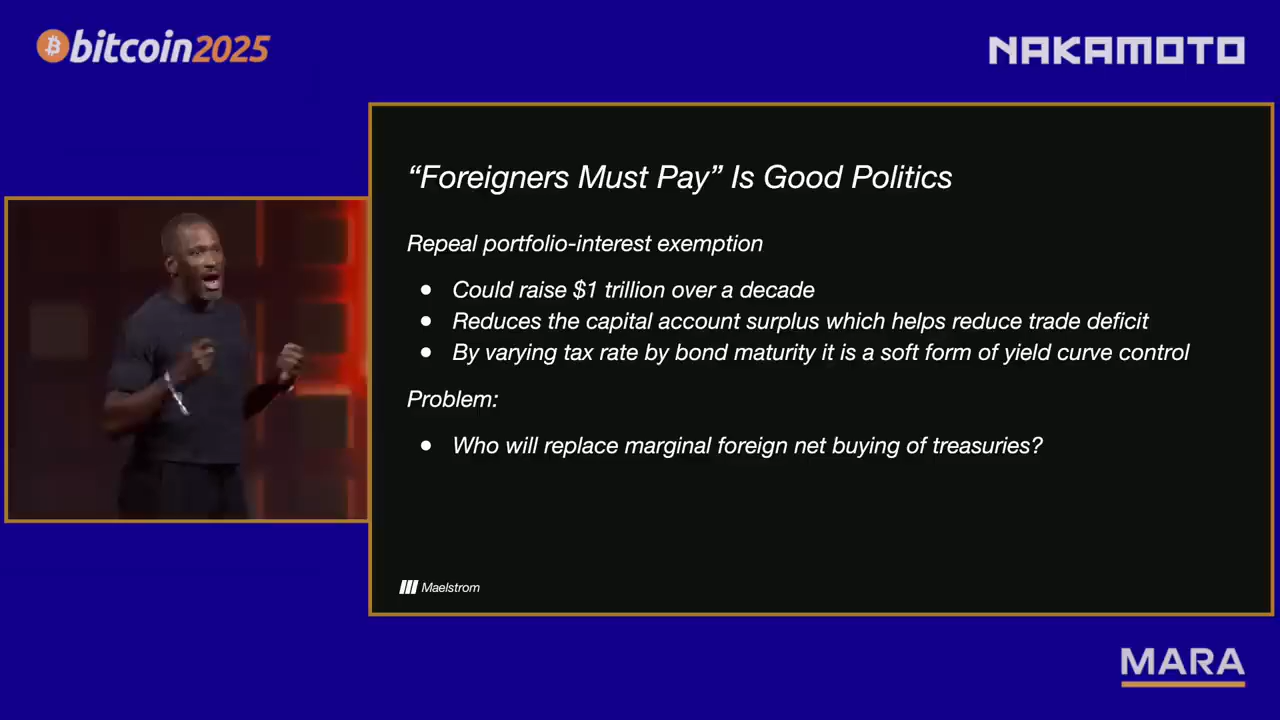 bitcoin2025
NAKAMOTO
“Foreigners Must Pay” Is Good Politics
Repeal portfolio-interest exemption
● Could raise $1 trillion over a decade
● Reduces the capital account surplus which helps reduce trade deficit
● By varying tax rate by bond maturity it is a soft form of yield curve control
Problem:
● Who will replace marginal foreign net buying of treasuries?
Maelstrom
MARA